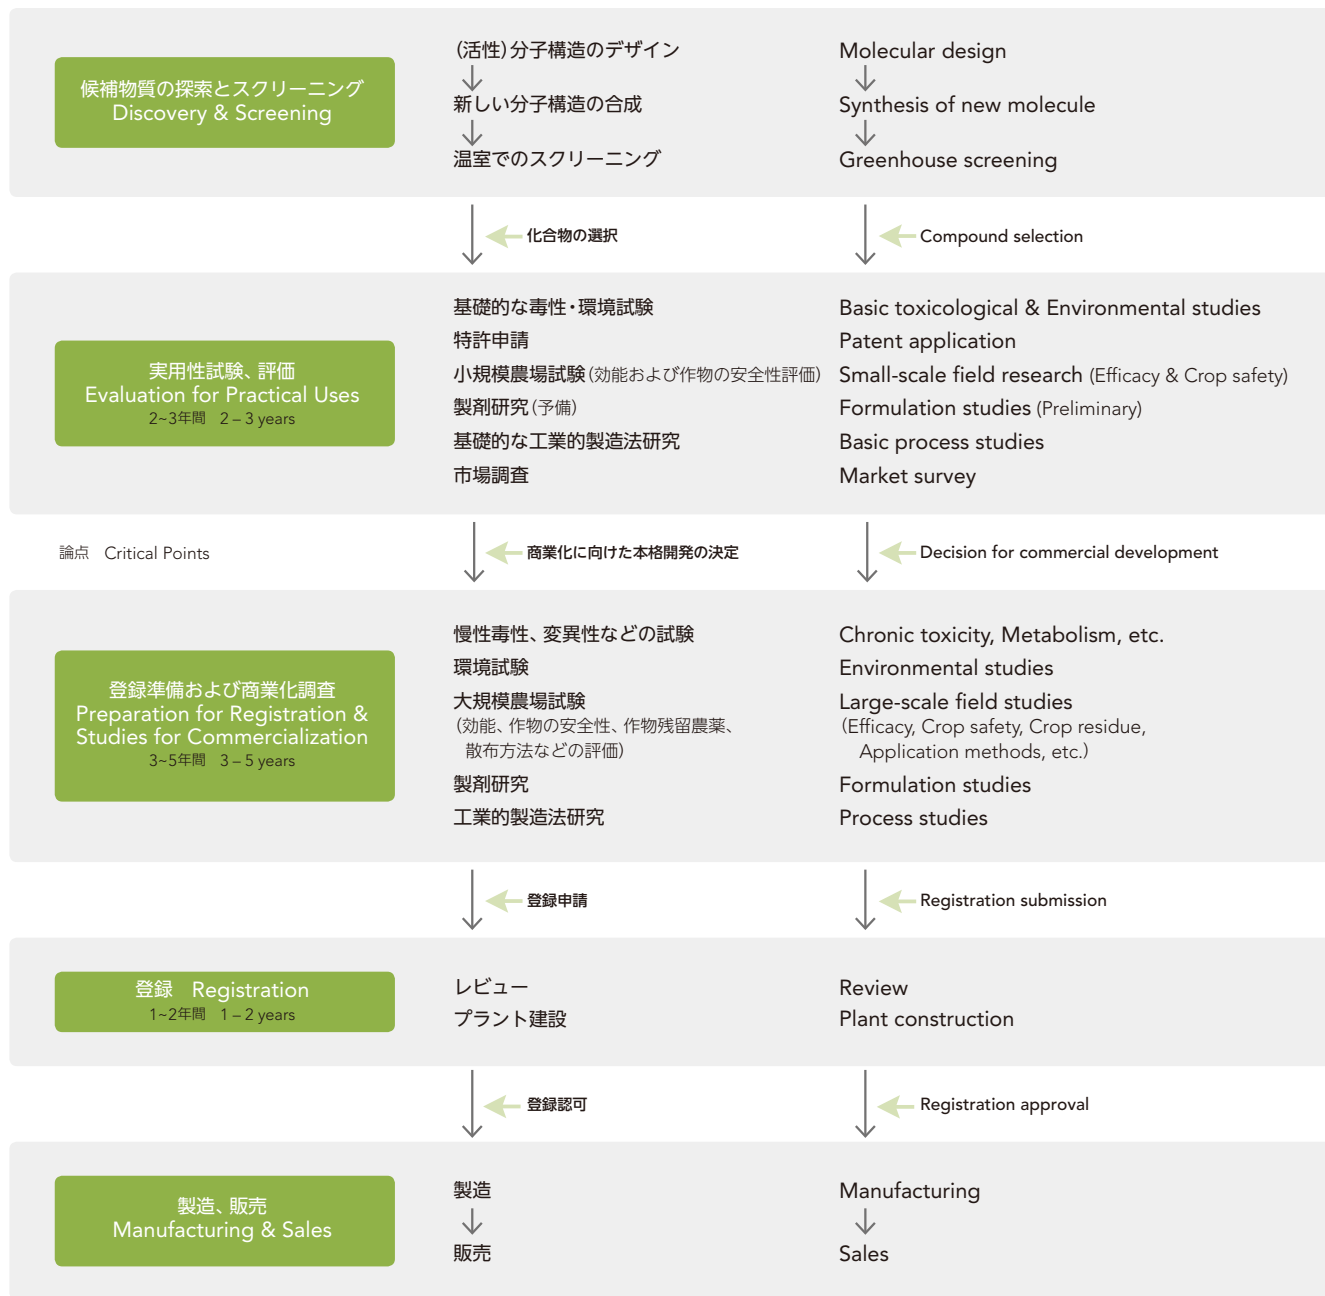 候補物質の探索とスクリーニング
Discovery & Screening
(活性)分子構造のデザイン
新しい分子構造の合成
温室でのスクリーニング
Molecular design
Synthesis of new molecule
Greenhouse screening
化合物の選択
Compound selection
実用性試験、評価
Evaluation for Practical Uses
2~3年間 2 – 3 years
基礎的な毒性・環境試験
特許申請
小規模農場試験(効能および作物の安全性評価)
製剤研究(予備)
基礎的な工業的製造法研究
市場調査
Basic toxicological & Environmental studies
Patent application
Small-scale field research (Efficacy & Crop safety)
Formulation studies (Preliminary)
Basic process studies
Market survey
論点 Critical Points
商業化に向けた本格開発の決定
Decision for commercial development
登録準備および商業化調査
Preparation for Registration &
Studies for Commercialization
3~5年間 3 – 5 years
慢性毒性、変異性などの試験
環境試験
大規模農場試験
(効能、作物の安全性、作物残留農薬、
散布方法などの評価)
製剤研究
工業的製造法研究
Chronic toxicity, Metabolism, etc.
Environmental studies
Large-scale field studies
(Efficacy, Crop safety, Crop residue,
Application methods, etc.)
Formulation studies
Process studies
登録申請
Registration submission
登録 Registration
1~2年間 1 – 2 years
レビュー
プラント建設
Review
Plant construction
登録認可
Registration approval
製造、販売
Manufacturing & Sales
製造
販売
Manufacturing
Sales